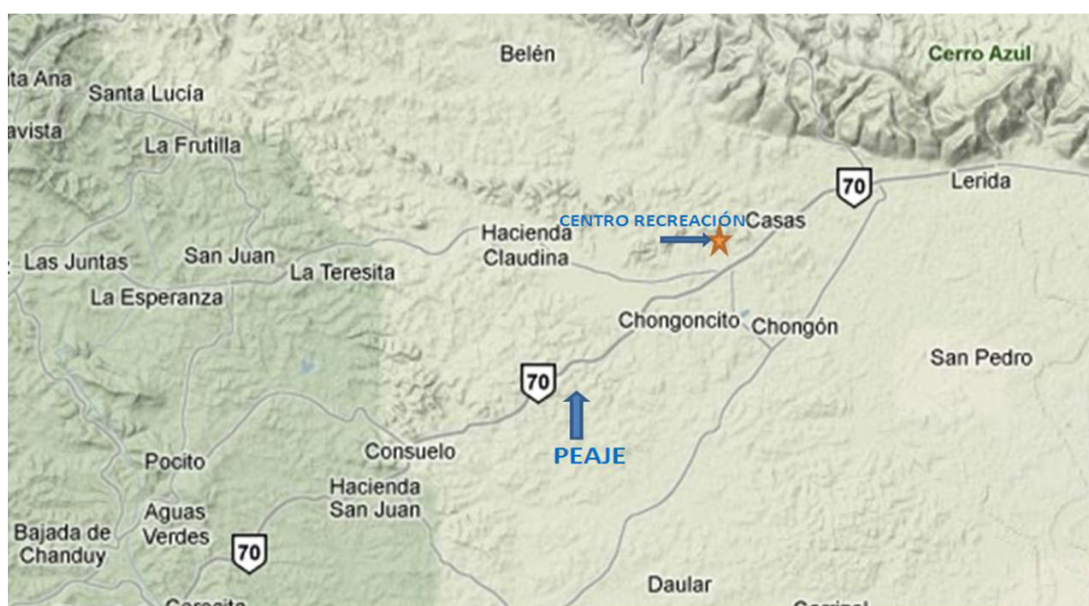 Belén
Cerro Azul
ta Ana
Santa Lucía
avista
La Frutilla
70
Lerida
CENTRO RECREACIÓN
Casas
Hacienda
Claudina
San Juan
Las Juntas
La Teresita
La Esperanza
Chongoncito
Chongón
San Pedro
70
PEAJE
Consuelo
Pocito
Hacienda
San Juan
Aguas
Verdes
Bajada de
Chanduy
70
Daular